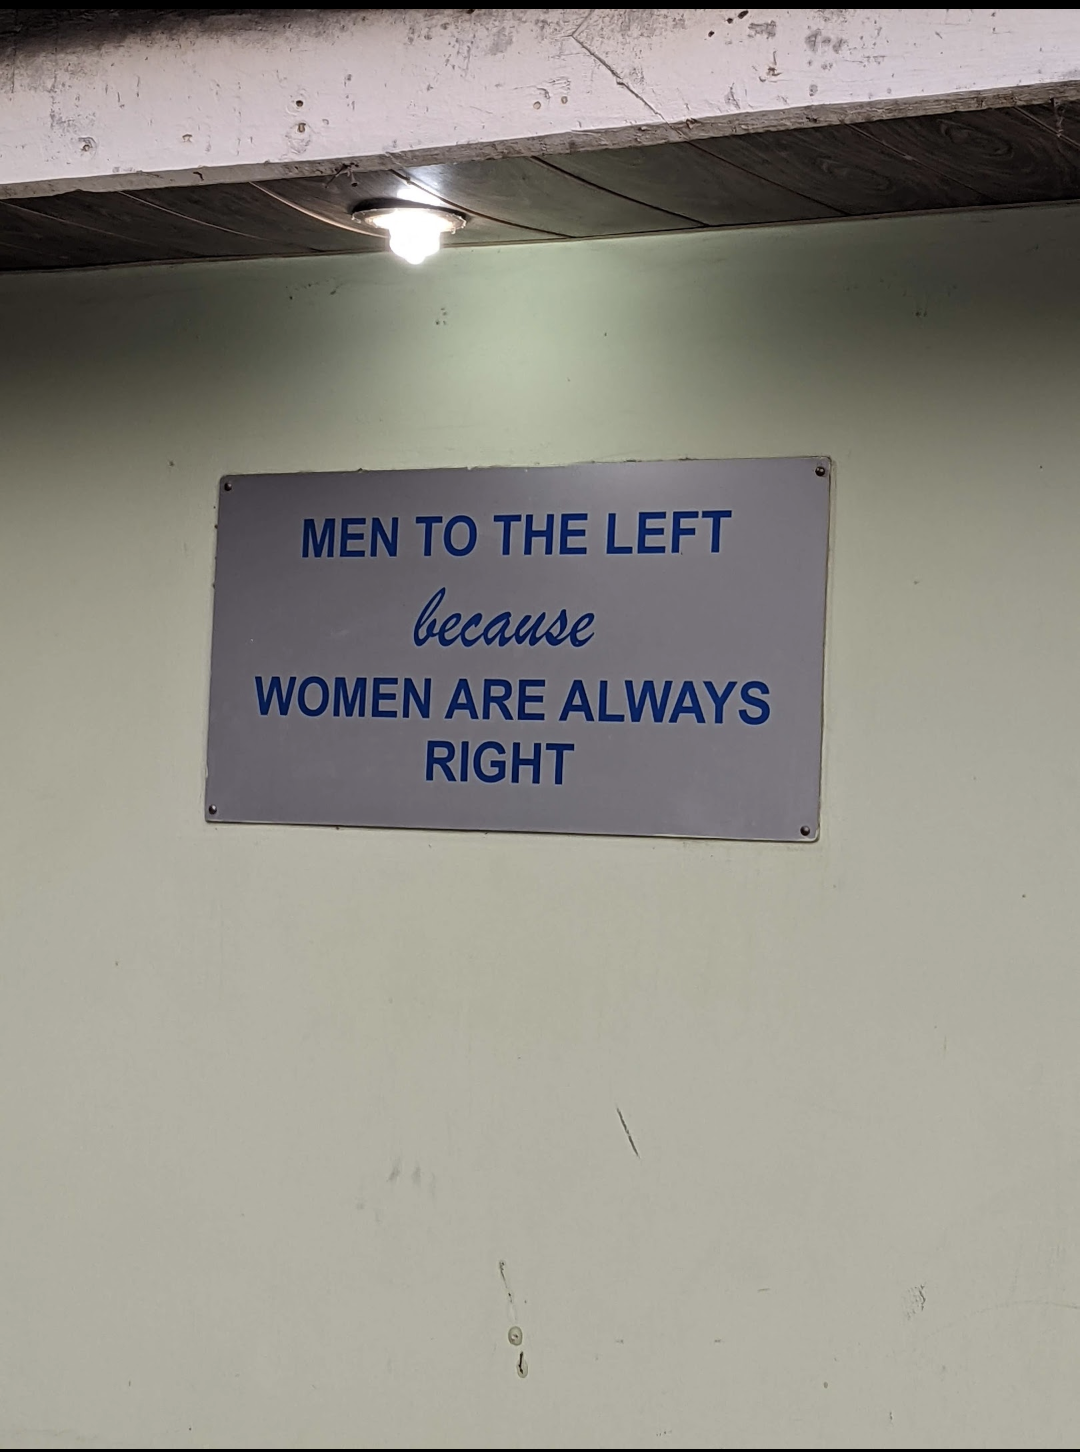 MEN TO THE LEFT
because
WOMEN ARE ALWAYS
RIGHT